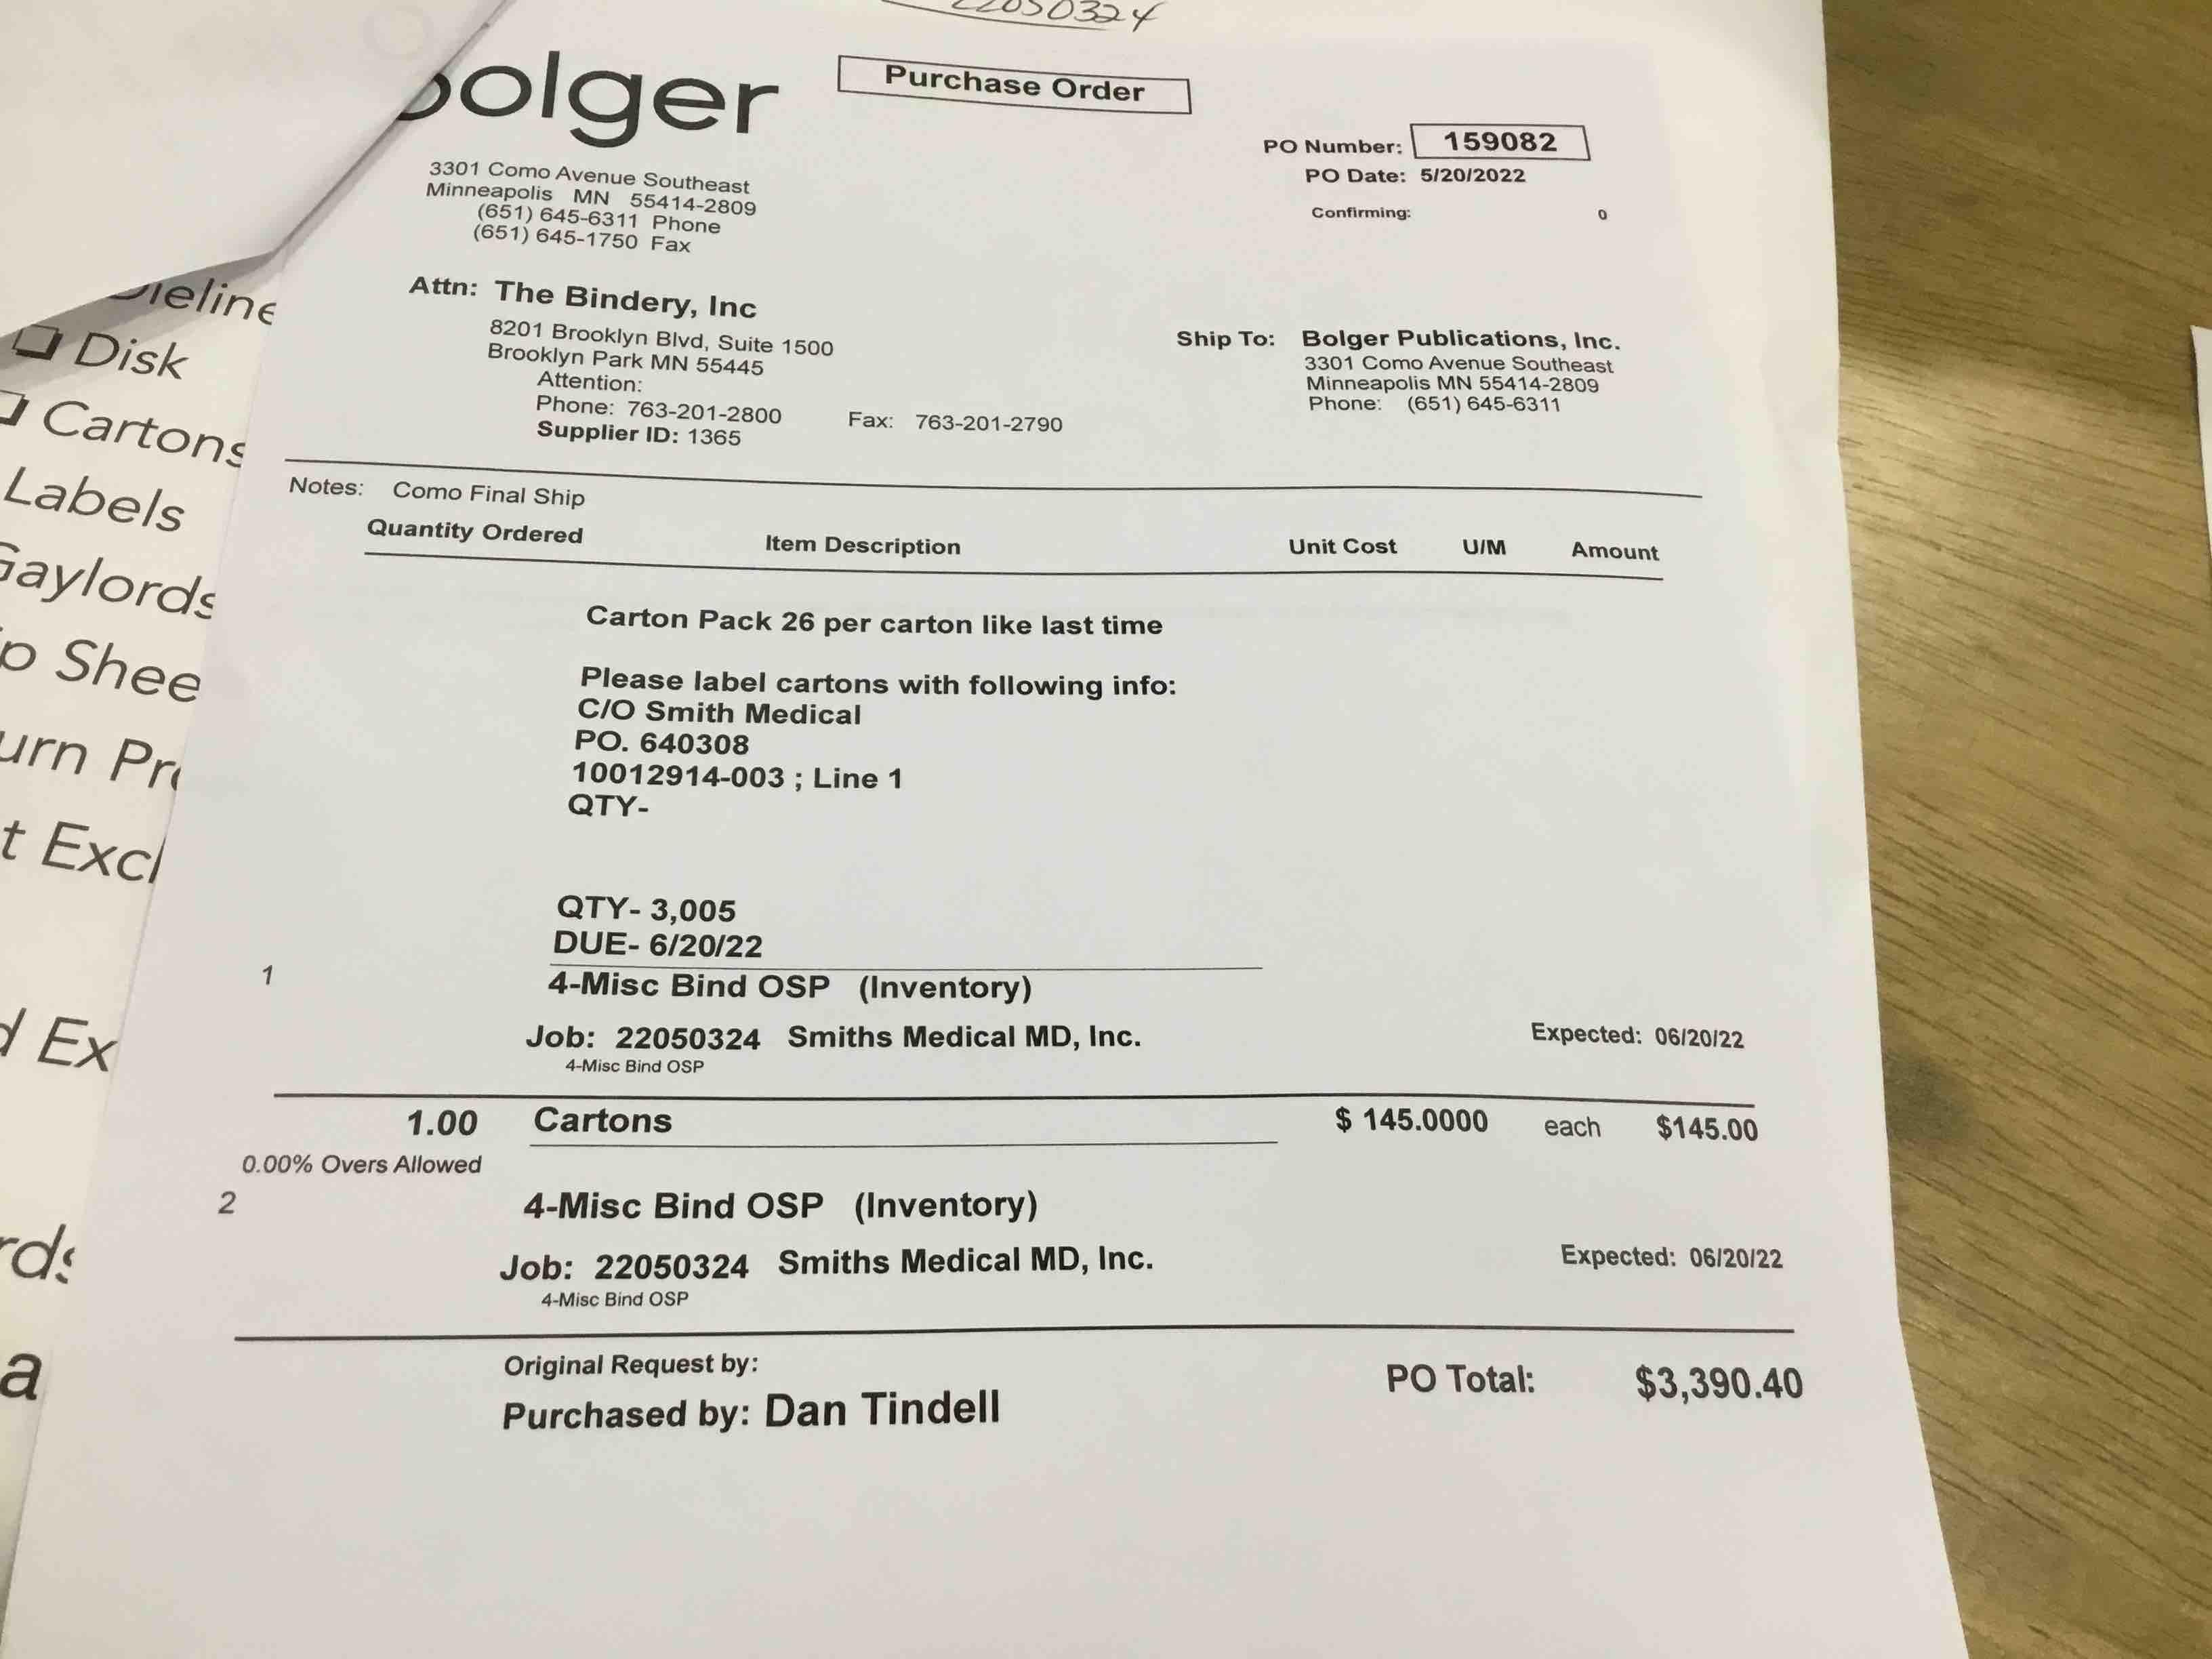 22050324
bolger
Purchase Order
PO Number: 159082
PO Date: 5/20/2022
Confirming: 0
3301 Como Avenue Southeast
Minneapolis MN 55414-2809
(651) 645-6311 Phone
(651) 645-1750 Fax
Attn: The Bindery, Inc
8201 Brooklyn Blvd, Suite 1500
Brooklyn Park MN 55445
Attention:
Phone: 763-201-2800 Fax: 763-201-2790
Supplier ID: 1365
Ship To: Bolger Publications, Inc.
3301 Como Avenue Southeast
Minneapolis MN 55414-2809
Phone: (651) 645-6311
Notes: Como Final Ship
Quantity Ordered Item Description Unit Cost U/M Amount
Carton Pack 26 per carton like last time
Please label cartons with following info:
C/O Smith Medical
PO. 640308
10012914-003 ; Line 1
QTY-
QTY- 3,005
DUE- 6/20/22
1 4-Misc Bind OSP (Inventory)
Job: 22050324 Smiths Medical MD, Inc. Expected: 06/20/22
4-Misc Bind OSP
1.00 Cartons $ 145.0000 each $145.00
0.00% Overs Allowed
2 4-Misc Bind OSP (Inventory)
Job: 22050324 Smiths Medical MD, Inc. Expected: 06/20/22
4-Misc Bind OSP
Original Request by:
Purchased by: Dan Tindell
PO Total: $3,390.40
Disk
Cartons
Labels
Gaylords
p Shee
urn Pr
t Excl
d Ex
rds
a